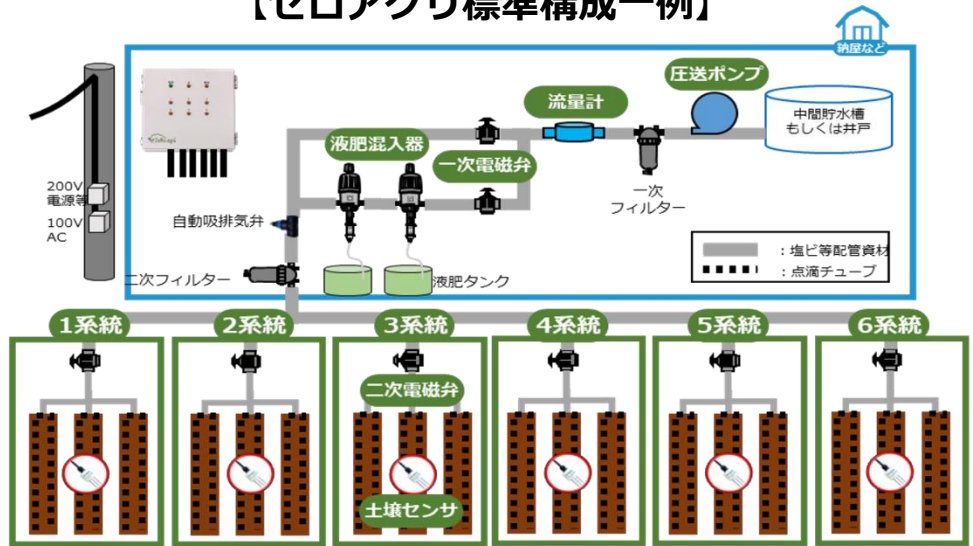 【ゼロアグリ標準構成一例】
納屋など
圧送ポンプ
流量計
中間貯水槽
もしくは井戸
液肥混入器
一次電磁弁
200V
電源等
100V
AC
一次
フィルター
自動吸排気弁
：塩ビ等配管資材
：点滴チューブ
二次フィルター
液肥タンク
1系統
2系統
3系統
4系統
5系統
6系統
二次電磁弁
土壌センサ